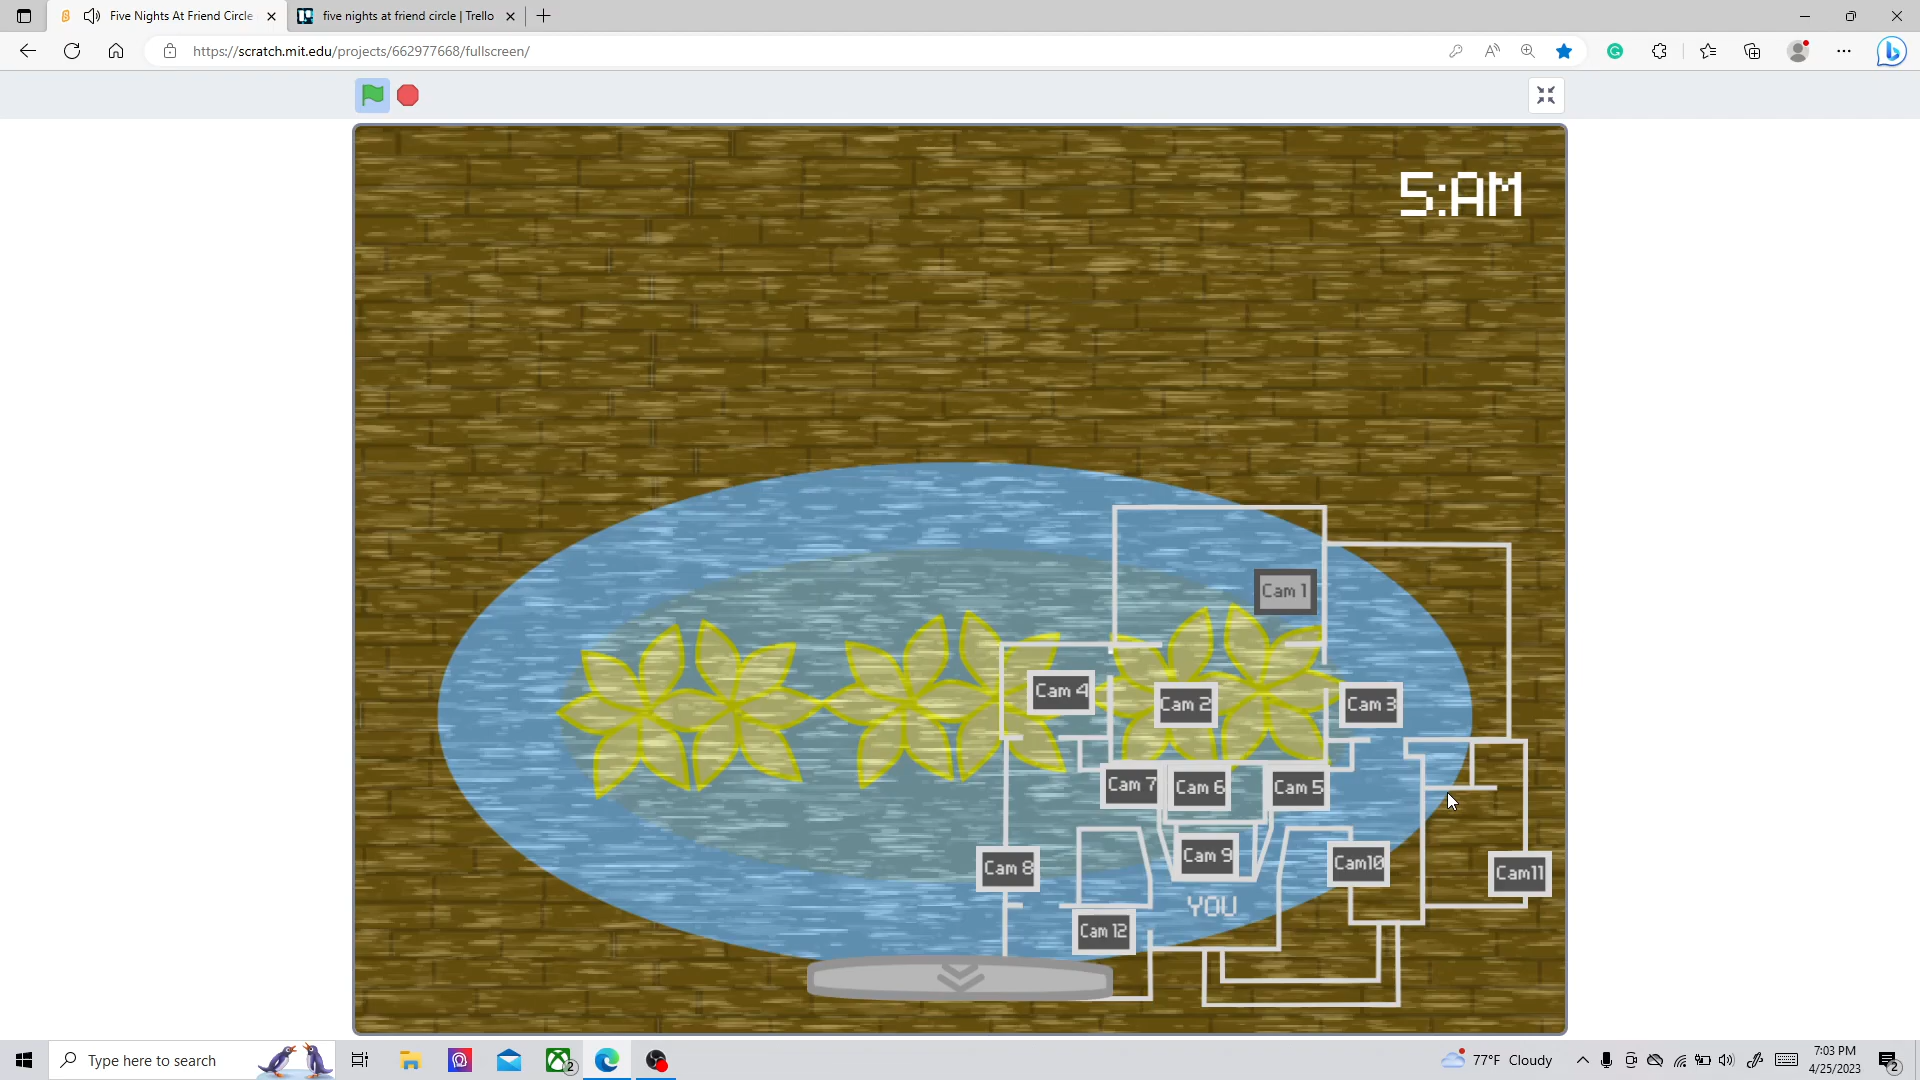 Five Nights At Friend Circle
five nights at friend circle | Trello
https://scratch.mit.edu/projects/662977668/fullscreen/
5:AM
Cam 1
Cam 4
Cam 2
Cam 3
Cam 7
Cam 6
Cam 5
Cam 9
Cam10
Cam 8
Cam11
YOU
Cam 12
Type here to search
2
77°F Cloudy
7:03 PM
4/25/2023
2